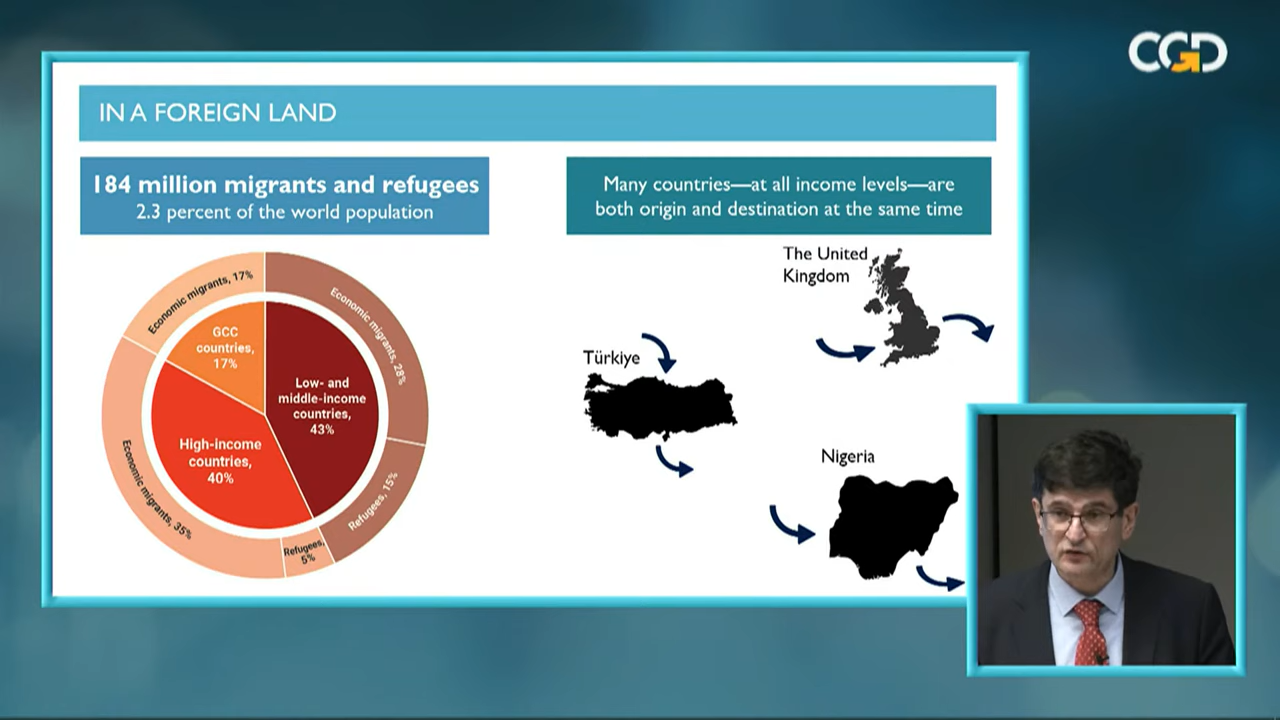 CGD
IN A FOREIGN LAND
184 million migrants and refugees
2.3 percent of the world population
Many countries—at all income levels—are
both origin and destination at the same time
Economic migrants, 17%
Economic migrants, 28%
GCC
countries,
17%
Low- and
middle-income
countries,
43%
High-income
countries,
40%
Economic migrants, 35%
Refugees,
5%
Refugees, 15%
The United
Kingdom
Türkiye
Nigeria